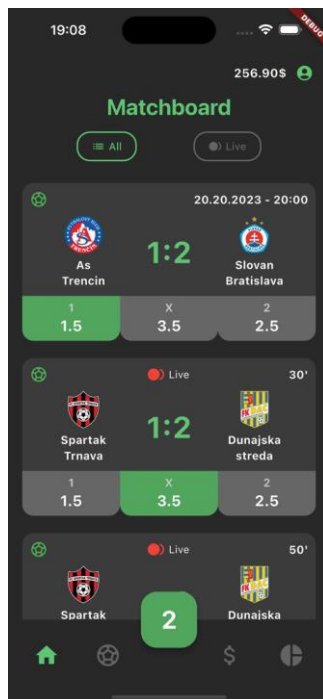 19:08
DEBUG
256.90$
Matchboard
All
Live
20.20.2023 - 20:00
1:2
As
Trencin
Slovan
Bratislava
1
X
2
1.5
3.5
2.5
Live
30'
1:2
Spartak
Trnava
Dunajska
streda
1
X
2
1.5
3.5
2.5
Live
50'
Spartak
Dunajska
2
$